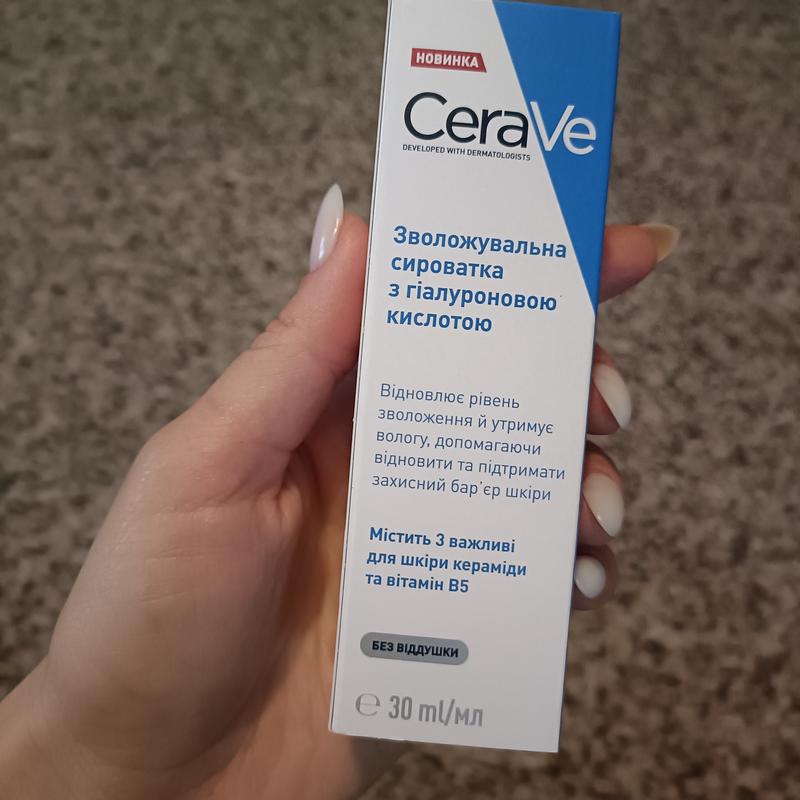 НОВИНКА
CeraVe
DEVELOPED WITH DERMATOLOGISTS
Зволожувальна
сироватка
з гіалуроновою
кислотою
Відновлює рівень
зволоження й утримує
вологу, допомагаючи
відновити та підтримати
захисний бар'єр шкіри
Містить 3 важливі
для шкіри кераміди
та вітамін B5
БЕЗ ВІДДУШКИ
℮ 30 ml/мл